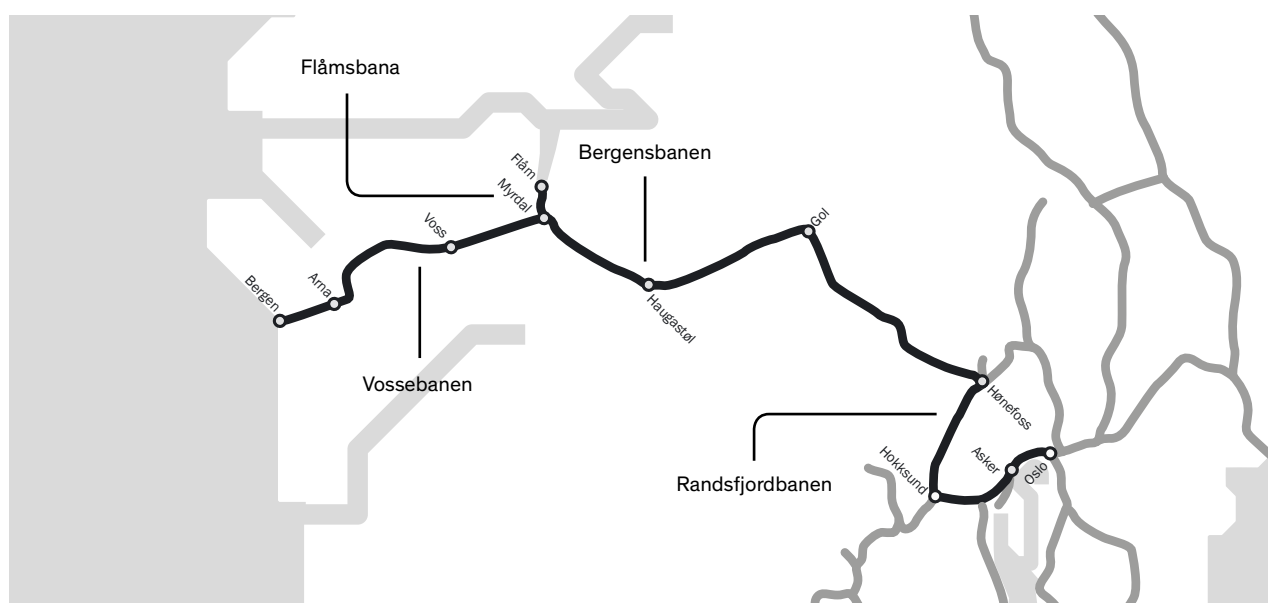 Flåmsbana
Bergensbanen
Flåm
Myrdal
Voss
Gol
Arna
Bergen
Haugastøl
Vossebanen
Hønefoss
Hokksund
Asker
Oslo
Randsfjordbanen